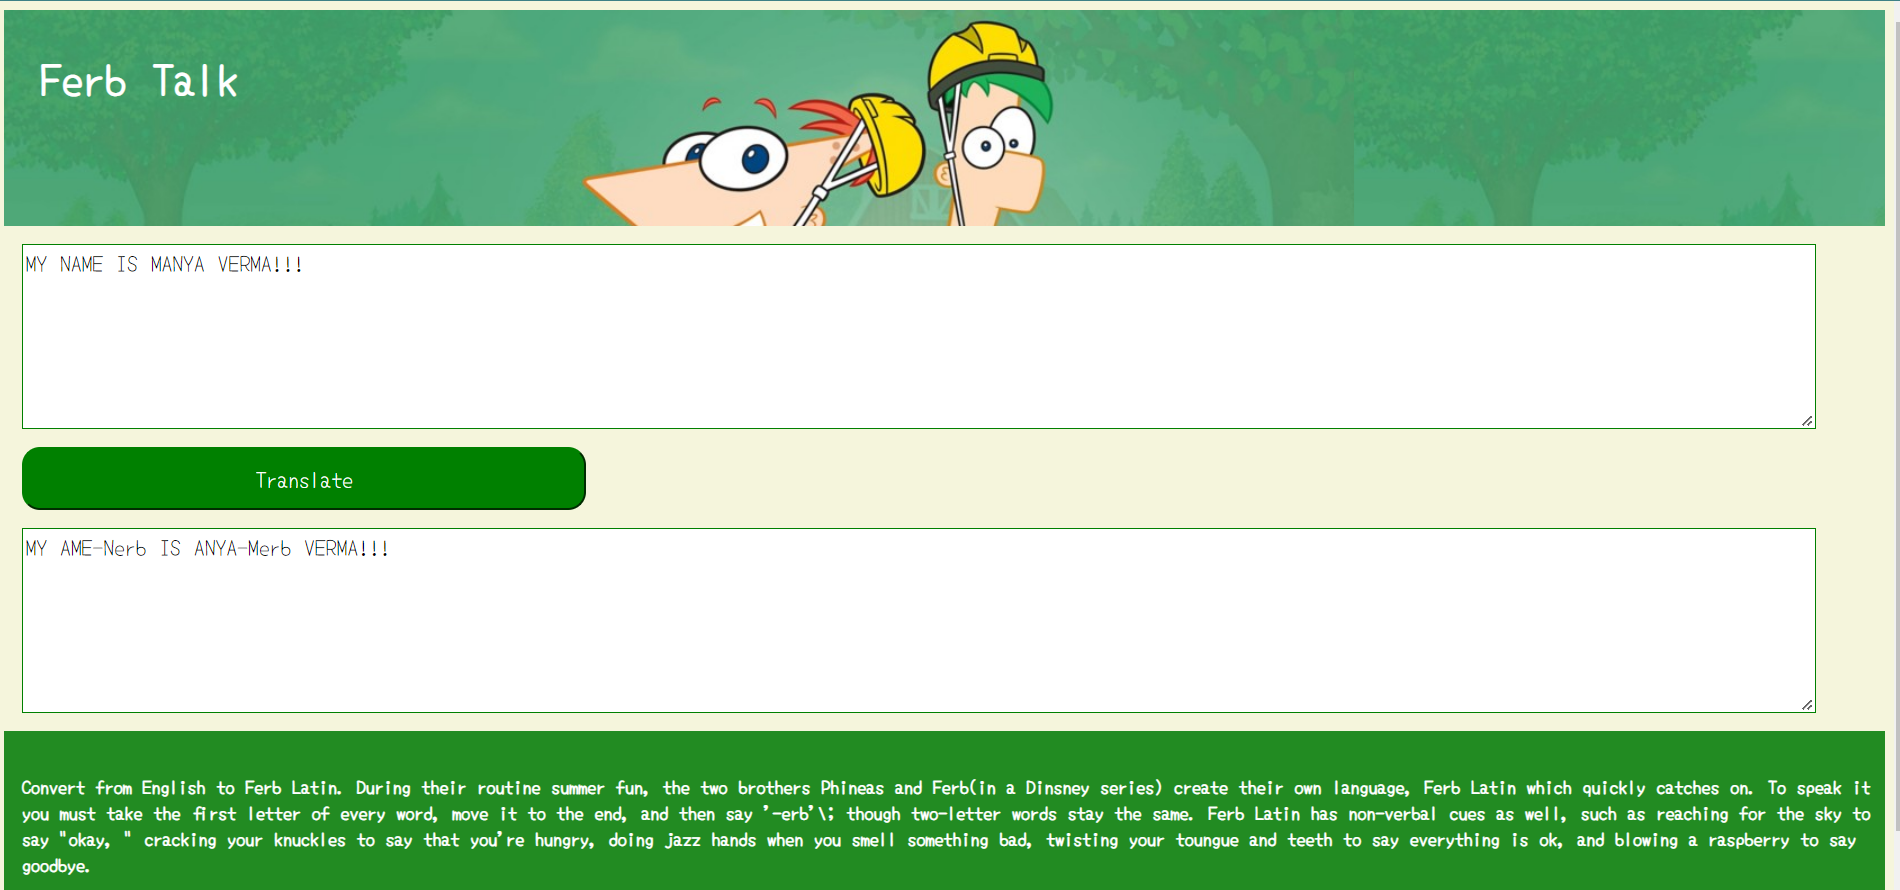 Ferb Talk
MY NAME IS MANYA VERMA!!!
Translate
MY AME-Nerb IS ANYA-Merb VERMA!!!
Convert from English to Ferb Latin. During their routine summer fun, the two brothers Phineas and Ferb(in a Dinsney series) create their own language, Ferb Latin which quickly catches on. To speak it
you must take the first letter of every word, move it to the end, and then say '-erb'\; though two-letter words stay the same. Ferb Latin has non-verbal cues as well, such as reaching for the sky to
say "okay, " cracking your knuckles to say that you're hungry, doing jazz hands when you smell something bad, twisting your toungue and teeth to say everything is ok, and blowing a raspberry to say
goodbye.